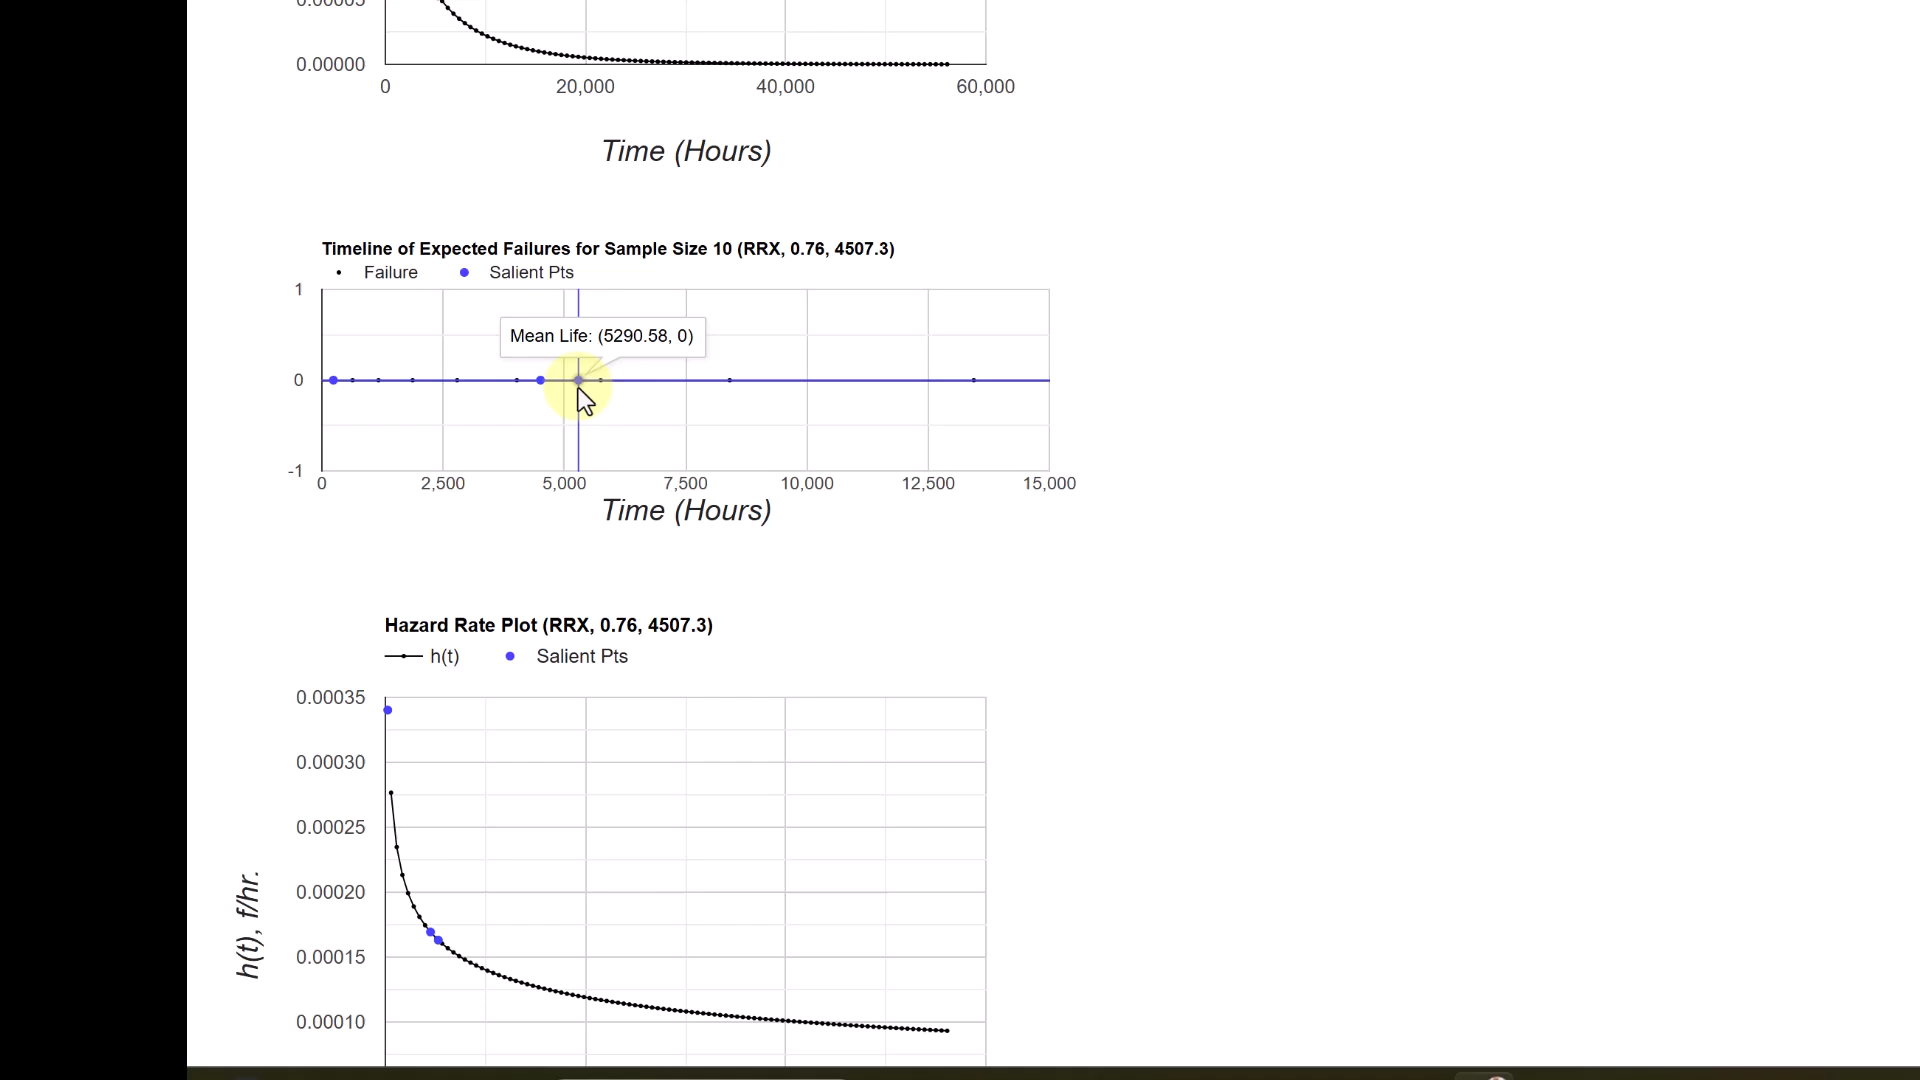 0.00005
0.00000
0 20,000 40,000 60,000
Time (Hours)
Timeline of Expected Failures for Sample Size 10 (RRX, 0.76, 4507.3)
Failure Salient Pts
1
Mean Life: (5290.58, 0)
0
-1
0 2,500 5,000 7,500 10,000 12,500 15,000
Time (Hours)
Hazard Rate Plot (RRX, 0.76, 4507.3)
h(t) Salient Pts
0.00035
0.00030
0.00025
0.00020
h(t), f/hr.
0.00015
0.00010